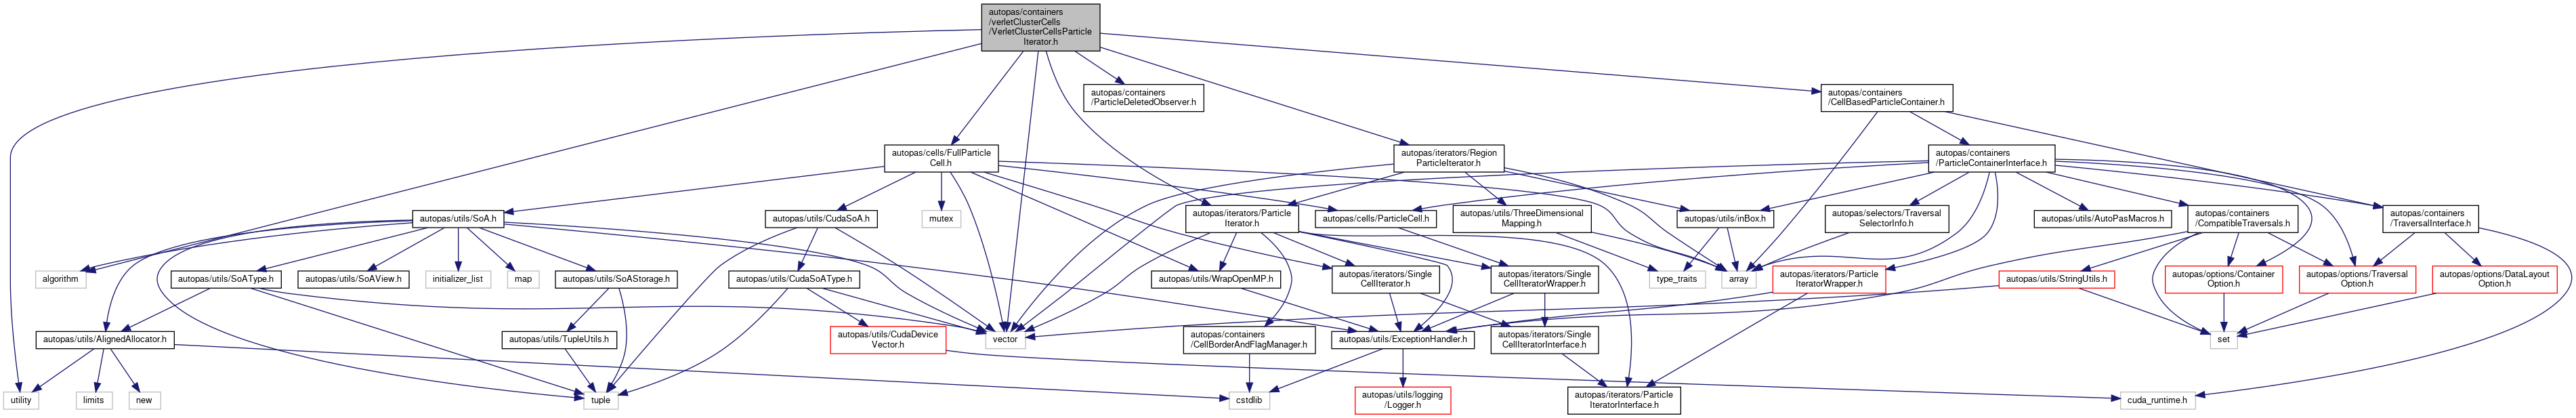 autopas/containers
/verletClusterCells
/VerletClusterCellsParticle
Iterator.h
autopas/containers
/ParticleDeletedObserver.h
autopas/containers
/CellBasedParticleContainer.h
autopas/cells/FullParticle
Cell.h
autopas/iterators/Region
ParticleIterator.h
autopas/containers
/ParticleContainerInterface.h
autopas/utils/SoA.h
mutex
autopas/utils/CudaSoA.h
autopas/iterators/Particle
Iterator.h
autopas/cells/ParticleCell.h
autopas/utils/ThreeDimensional
Mapping.h
autopas/utils/inBox.h
autopas/selectors/Traversal
SelectorInfo.h
autopas/utils/AutoPasMacros.h
autopas/containers
/CompatibleTraversals.h
autopas/containers
/TraversalInterface.h
algorithm
autopas/utils/SoAType.h
autopas/utils/SoAView.h
initializer_list
map
autopas/utils/SoAStorage.h
autopas/utils/CudaSoAType.h
autopas/utils/WrapOpenMP.h
autopas/iterators/Single
CellIterator.h
autopas/iterators/Single
CellIteratorWrapper.h
type_traits
array
autopas/iterators/Particle
IteratorWrapper.h
autopas/utils/StringUtils.h
autopas/options/Container
Option.h
autopas/options/Traversal
Option.h
autopas/options/DataLayout
Option.h
autopas/utils/AlignedAllocator.h
autopas/utils/TupleUtils.h
autopas/utils/CudaDevice
Vector.h
vector
autopas/containers
/CellBorderAndFlagManager.h
autopas/utils/ExceptionHandler.h
autopas/iterators/Single
CellIteratorInterface.h
set
utility
limits
new
tuple
cstdlib
autopas/utils/logging
/Logger.h
autopas/iterators/Particle
IteratorInterface.h
cuda_runtime.h